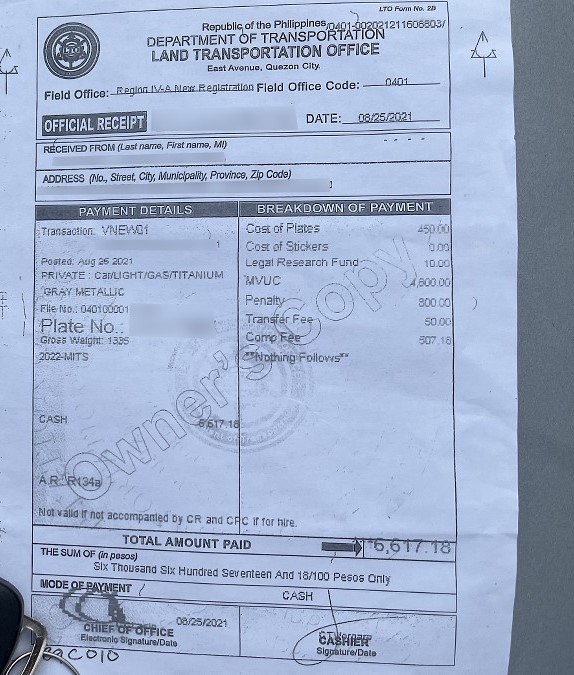 LTO Form No. 2B
Republic of the Philippines
DEPARTMENT OF TRANSPORTATION
LAND TRANSPORTATION OFFICE
East Avenue, Quezon City.
Field Office: Region IV-A New Registration Field Office Code: 0401
OFFICIAL RECEIPT
DATE: 08/25/2021
RECEIVED FROM (Last name, First name, MI)
ADDRESS (No., Street, City, Municipality, Province, Zip Code)
PAYMENT DETAILS
Transaction: VNEW01
1
Posted: Aug 26 2021
PRIVATE : Car/LIGHT/GAS/TITANIUM
GRAY METALLIC
File No.: 040100001
Plate No.:
Gross Weight: 1335
2022-MITS
CASH 6,617.18
A.R.: R134a
Not valid if not accompanied by CR and CPC if for hire.
BREAKDOWN OF PAYMENT
Cost of Plates 450.00
Cost of Stickers 0.00
Legal Research Fund 10.00
MVUC 4,800.00
Penalty 800.00
Transfer Fee 50.00
Comp Fee 507.18
**Nothing Follows**
Owner's Copy
TOTAL AMOUNT PAID *6,617.18
THE SUM OF (in pesos)
Six Thousand Six Hundred Seventeen And 18/100 Pesos Only
MODE OF PAYMENT CASH
08/25/2021
CHIEF OF OFFICE
Electronic Signature/Date
CASHIER
Signature/Date